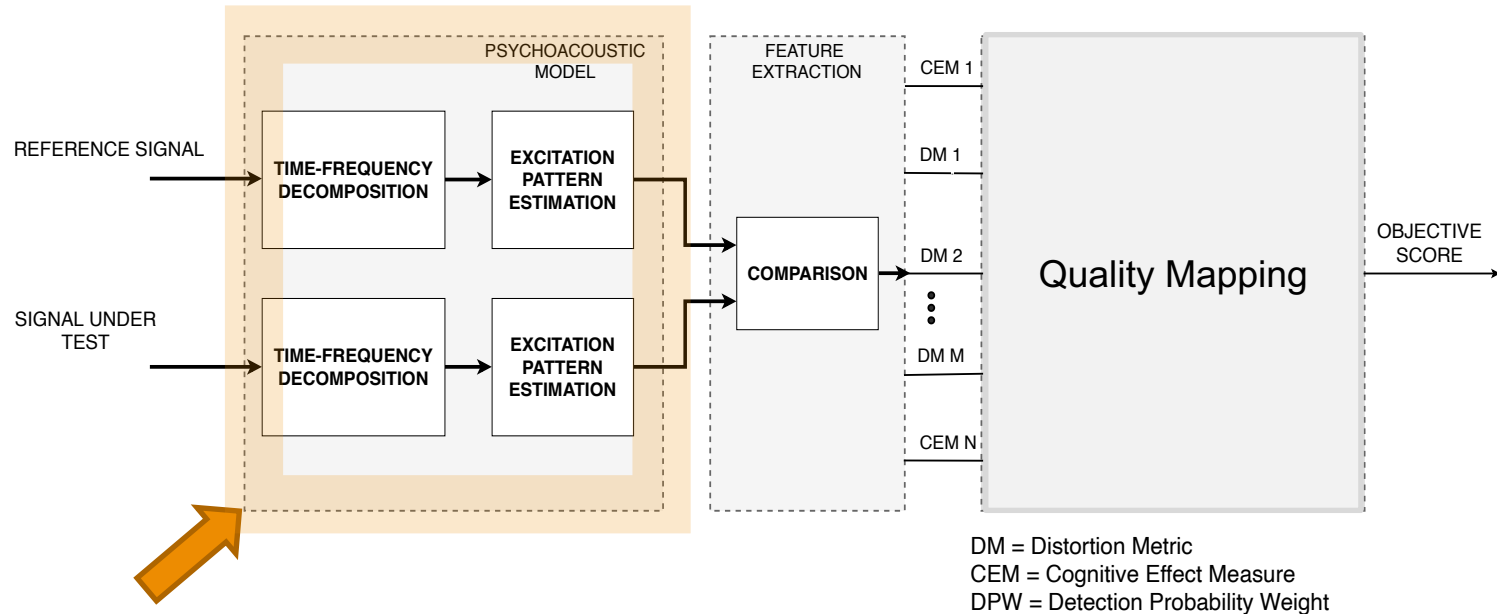 PSYCHOACOUSTIC
MODEL
REFERENCE SIGNAL
TIME-FREQUENCY
DECOMPOSITION
EXCITATION
PATTERN
ESTIMATION
SIGNAL UNDER
TEST
TIME-FREQUENCY
DECOMPOSITION
EXCITATION
PATTERN
ESTIMATION
FEATURE
EXTRACTION
COMPARISON
CEM 1
DM 1
DM 2
DM M
CEM N
Quality Mapping
OBJECTIVE
SCORE
DM = Distortion Metric
CEM = Cognitive Effect Measure
DPW = Detection Probability Weight